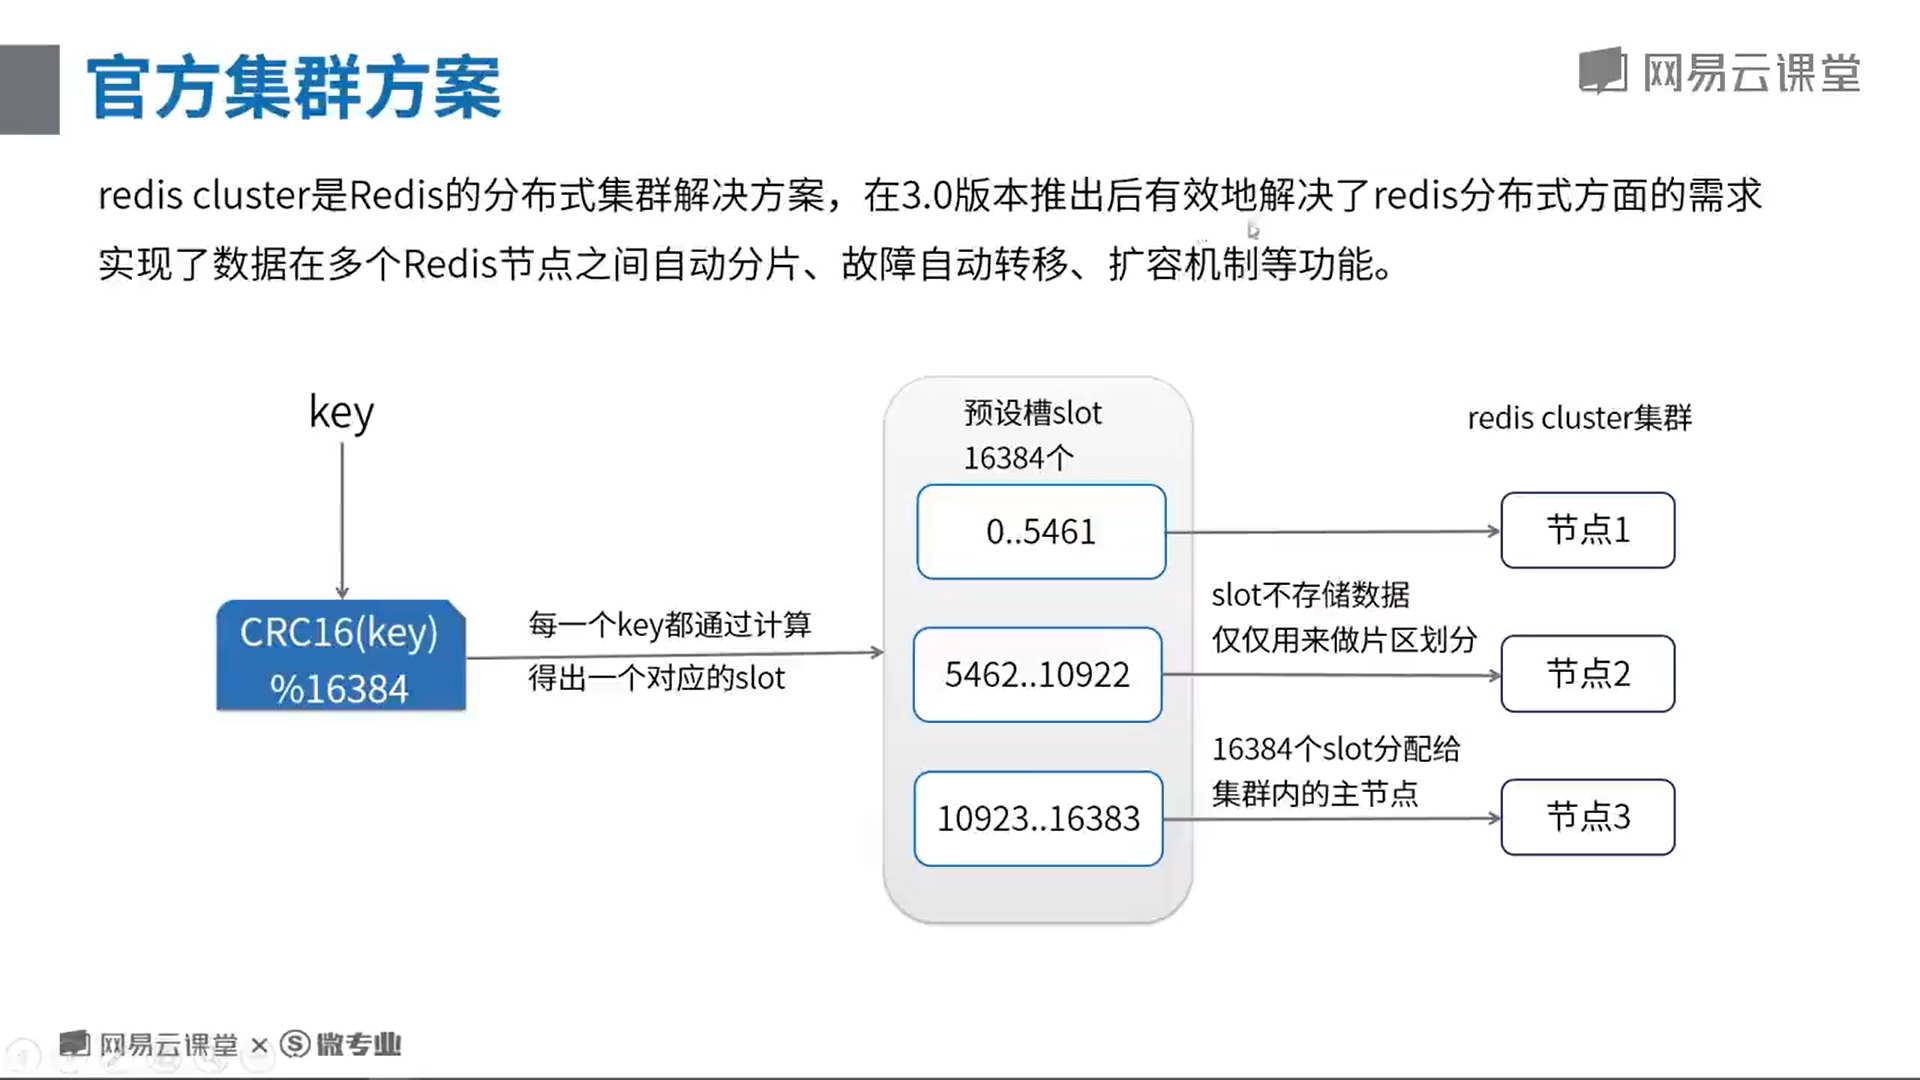 官方集群方案
网易云课堂
redis cluster是Redis的分布式集群解决方案，在3.0版本推出后有效地解决了redis分布式方面的需求
实现了数据在多个Redis节点之间自动分片、故障自动转移、扩容机制等功能。
key
CRC16(key)
%16384
每一个key都通过计算
得出一个对应的slot
预设槽slot
16384个
0..5461
5462..10922
10923..16383
redis cluster集群
slot不存储数据
仅仅用来做片区划分
16384个slot分配给
集群内的主节点
节点1
节点2
节点3
网易云课堂 × 微专业